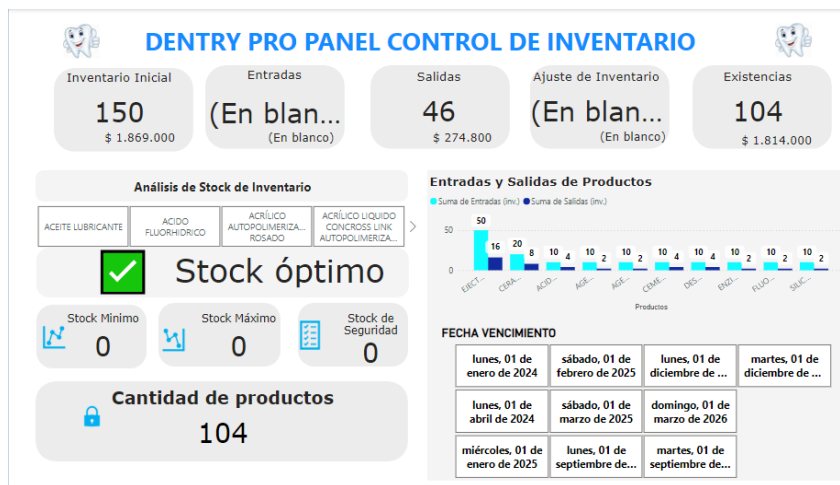 DENTRY PRO PANEL CONTROL DE INVENTARIO
Inventario Inicial
150
$ 1.869.000
Entradas
(En blan...
(En blanco)
Salidas
46
$ 274.800
Ajuste de Inventario
(En blan...
(En blanco)
Existencias
104
$ 1.814.000
Análisis de Stock de Inventario
ACEITE LUBRICANTE
ACIDO
FLUORHIDRICO
ACRÍLICO
AUTOPOLIMERIZA...
ROSADO
ACRÍLICO LIQUIDO
CONCROSS LINK
AUTOPOLIMERIZA...
Stock óptimo
Stock Minimo
0
Stock Máximo
0
Stock de
Seguridad
0
Cantidad de productos
104
Entradas y Salidas de Productos
Suma de Entradas (inv.) Suma de Salidas (inv.)
50
0
50 16 20 8 10 4 10 2 10 2 10 4 10 4 10 2 10 2 10 2
EJECT... CERA... ACID... AGE... AGE... CEME... DES... ENZI... FLUO... SILIC...
Productos
FECHA VENCIMIENTO
lunes, 01 de
enero de 2024
sábado, 01 de
febrero de 2025
lunes, 01 de
diciembre de ...
martes, 01 de
diciembre de ...
lunes, 01 de
abril de 2024
sábado, 01 de
marzo de 2025
domingo, 01 de
marzo de 2026
miércoles, 01 de
enero de 2025
lunes, 01 de
septiembre de...
martes, 01 de
septiembre de...